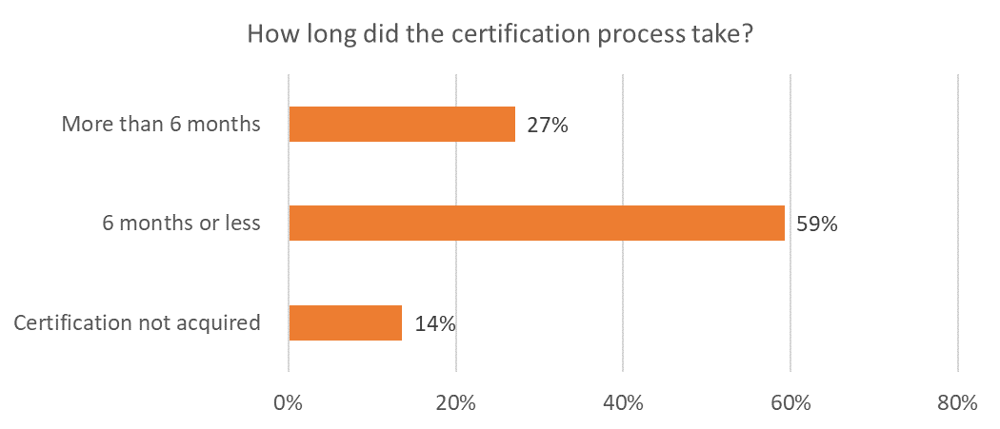 How long did the certification process take?
More than 6 months
27%
6 months or less
59%
Certification not acquired
14%
0%
20%
40%
60%
80%